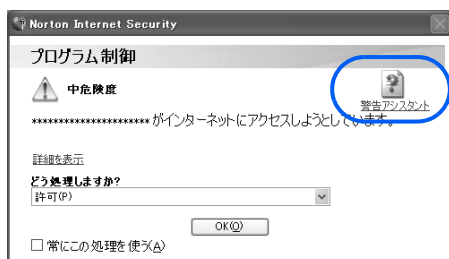 Norton Internet Security
プログラム制御
中危険度
警告アシスタント
********************** がインターネットにアクセスしようとしています。
詳細を表示
どう処理しますか?
許可(P)
OK(O)
常にこの処理を使う(A)